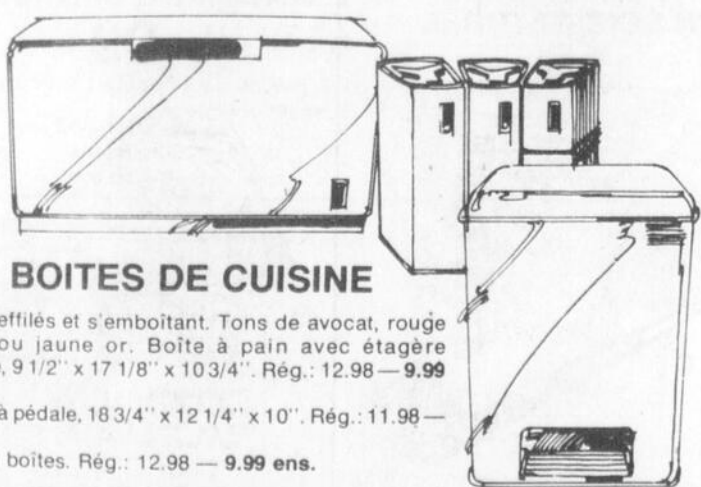 BOITES DE CUISINE
effilés et s'emboîtant. Tons de avocat, rouge
ou jaune or. Boîte à pain avec étagère
, 9 1/2'' x 17 1/8'' x 10 3/4''. Rég.: 12.98 — 9.99
à pédale, 18 3/4'' x 12 1/4'' x 10''. Rég.: 11.98 —
boîtes. Rég.: 12.98 — 9.99 ens.